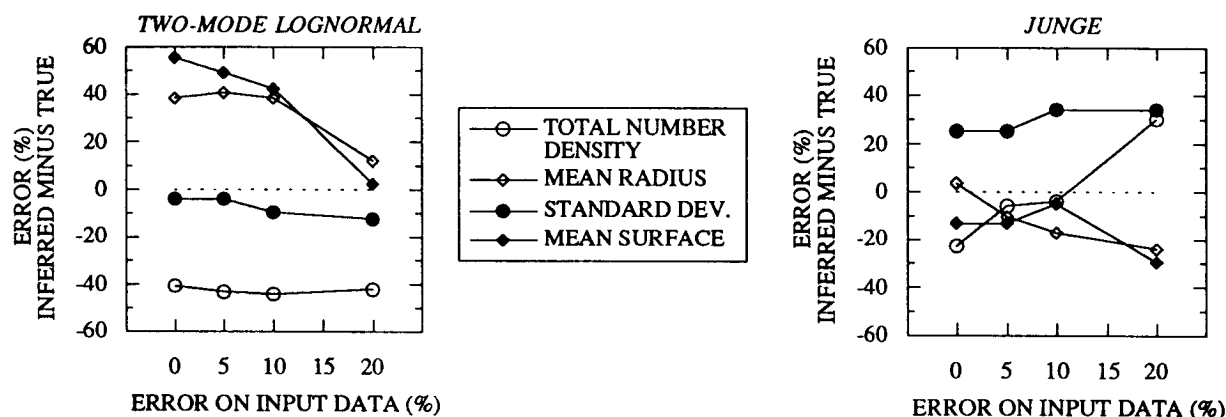 TWO-MODE LOGNORMAL
60
40
20
0
-20
-40
-60
ERROR (%)
INFERRED MINUS TRUE
0 5 10 15 20
ERROR ON INPUT DATA (%)
TOTAL NUMBER
DENSITY
MEAN RADIUS
STANDARD DEV.
MEAN SURFACE
JUNGE
60
40
20
0
-20
-40
-60
ERROR (%)
INFERRED MINUS TRUE
0 5 10 15 20
ERROR ON INPUT DATA (%)